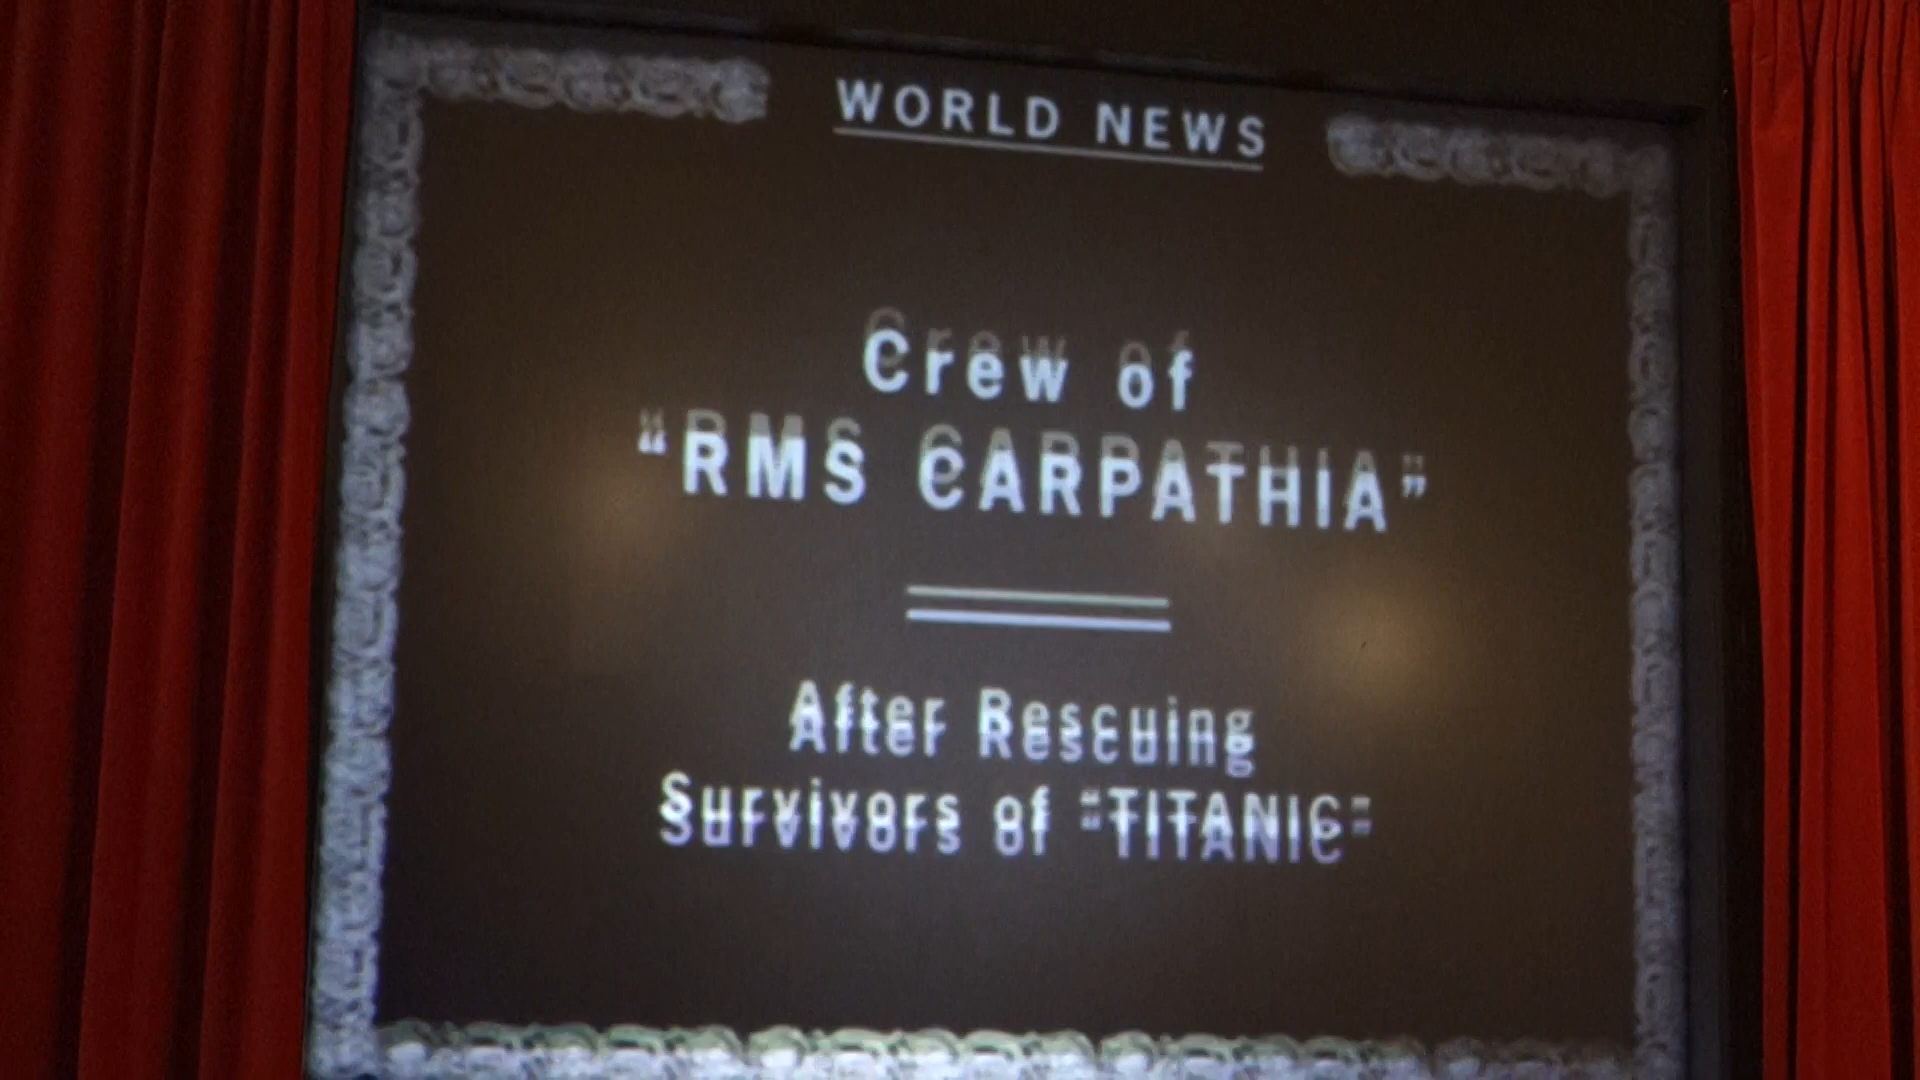 WORLD NEWS
Crew of
“RMS CARPATHIA”
After Rescuing
Survivors of “TITANIC”